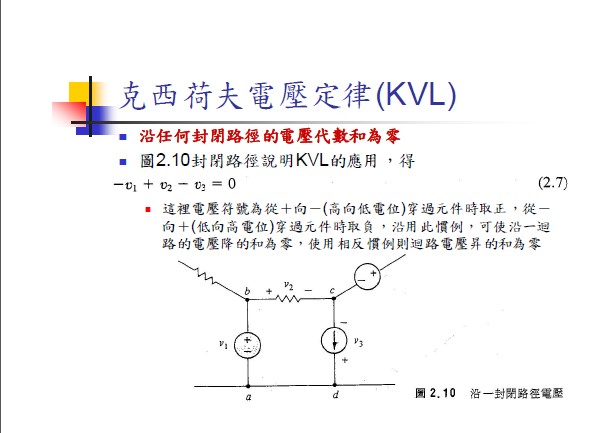 克西荷夫電壓定律(KVL)
沿任何封閉路徑的電壓代數和為零
圖2.10封閉路徑說明KVL的應用，得
−v₁ + v₂ − v₃ = 0 (2.7)
這裡電壓符號為從＋向－(高向低電位)穿過元件時取正，從－
向＋(低向高電位)穿過元件時取負，沿用此慣例，可使沿一迴
路的電壓降的和為零，使用相反慣例則迴路電壓昇的和為零
b + v₂ − c − +
v₁ + − − v₃ +
a d
圖 2.10 沿一封閉路徑電壓